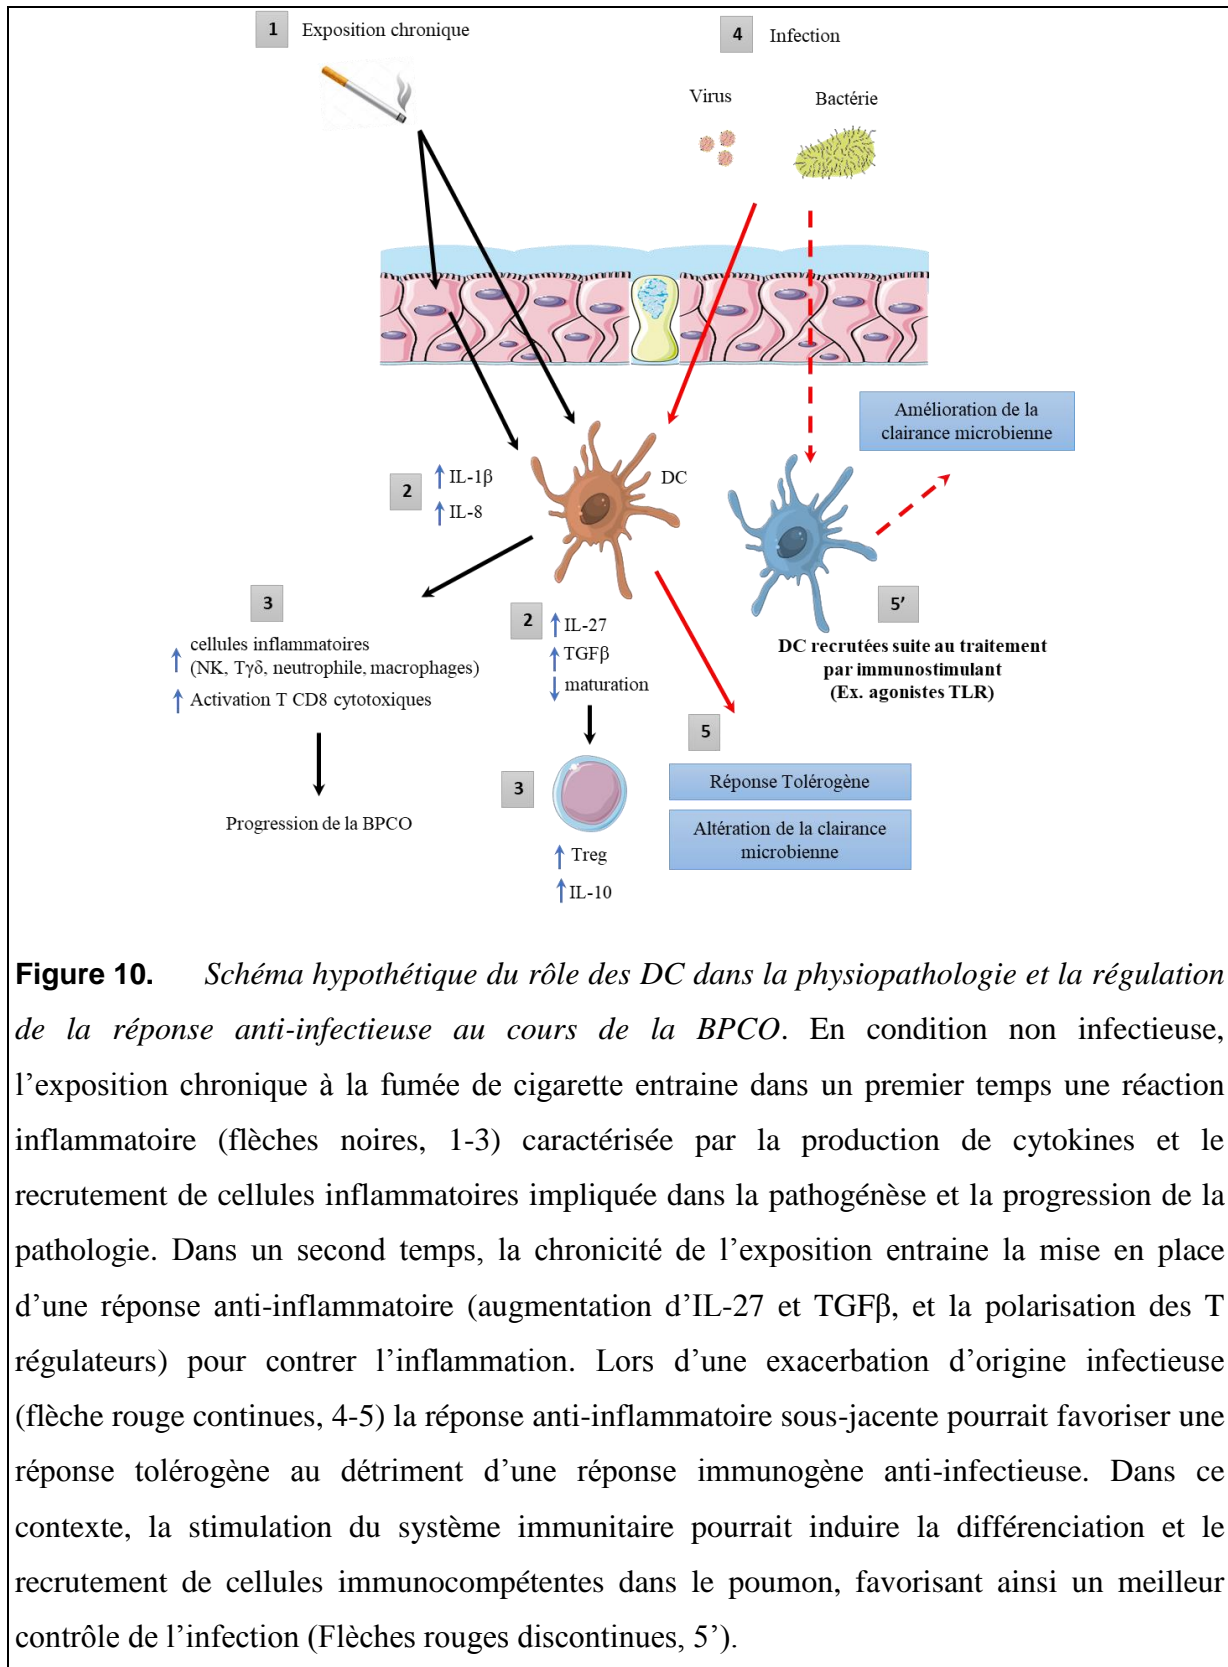 1 Exposition chronique
4 Infection
Virus
Bactérie
Amélioration de la
clairance microbienne
2
↑ IL-1β
↑ IL-8
DC
3
↑ cellules inflammatoires
(NK, Tγδ, neutrophile, macrophages)
↑ Activation T CD8 cytotoxiques
Progression de la BPCO
2
↑ IL-27
↑ TGFβ
↓ maturation
3
↑ Treg
↑ IL-10
5’
DC recrutées suite au traitement
par immunostimulant
(Ex. agonistes TLR)
5
Réponse Tolérogène
Altération de la clairance
microbienne
Figure 10. Schéma hypothétique du rôle des DC dans la physiopathologie et la régulation
de la réponse anti-infectieuse au cours de la BPCO. En condition non infectieuse,
l’exposition chronique à la fumée de cigarette entraine dans un premier temps une réaction
inflammatoire (flèches noires, 1-3) caractérisée par la production de cytokines et le
recrutement de cellules inflammatoires impliquée dans la pathogénèse et la progression de la
pathologie. Dans un second temps, la chronicité de l’exposition entraine la mise en place
d’une réponse anti-inflammatoire (augmentation d’IL-27 et TGFβ, et la polarisation des T
régulateurs) pour contrer l’inflammation. Lors d’une exacerbation d’origine infectieuse
(flèche rouge continues, 4-5) la réponse anti-inflammatoire sous-jacente pourrait favoriser une
réponse tolérogène au détriment d’une réponse immunogène anti-infectieuse. Dans ce
contexte, la stimulation du système immunitaire pourrait induire la différenciation et le
recrutement de cellules immunocompétentes dans le poumon, favorisant ainsi un meilleur
contrôle de l’infection (Flèches rouges discontinues, 5’).